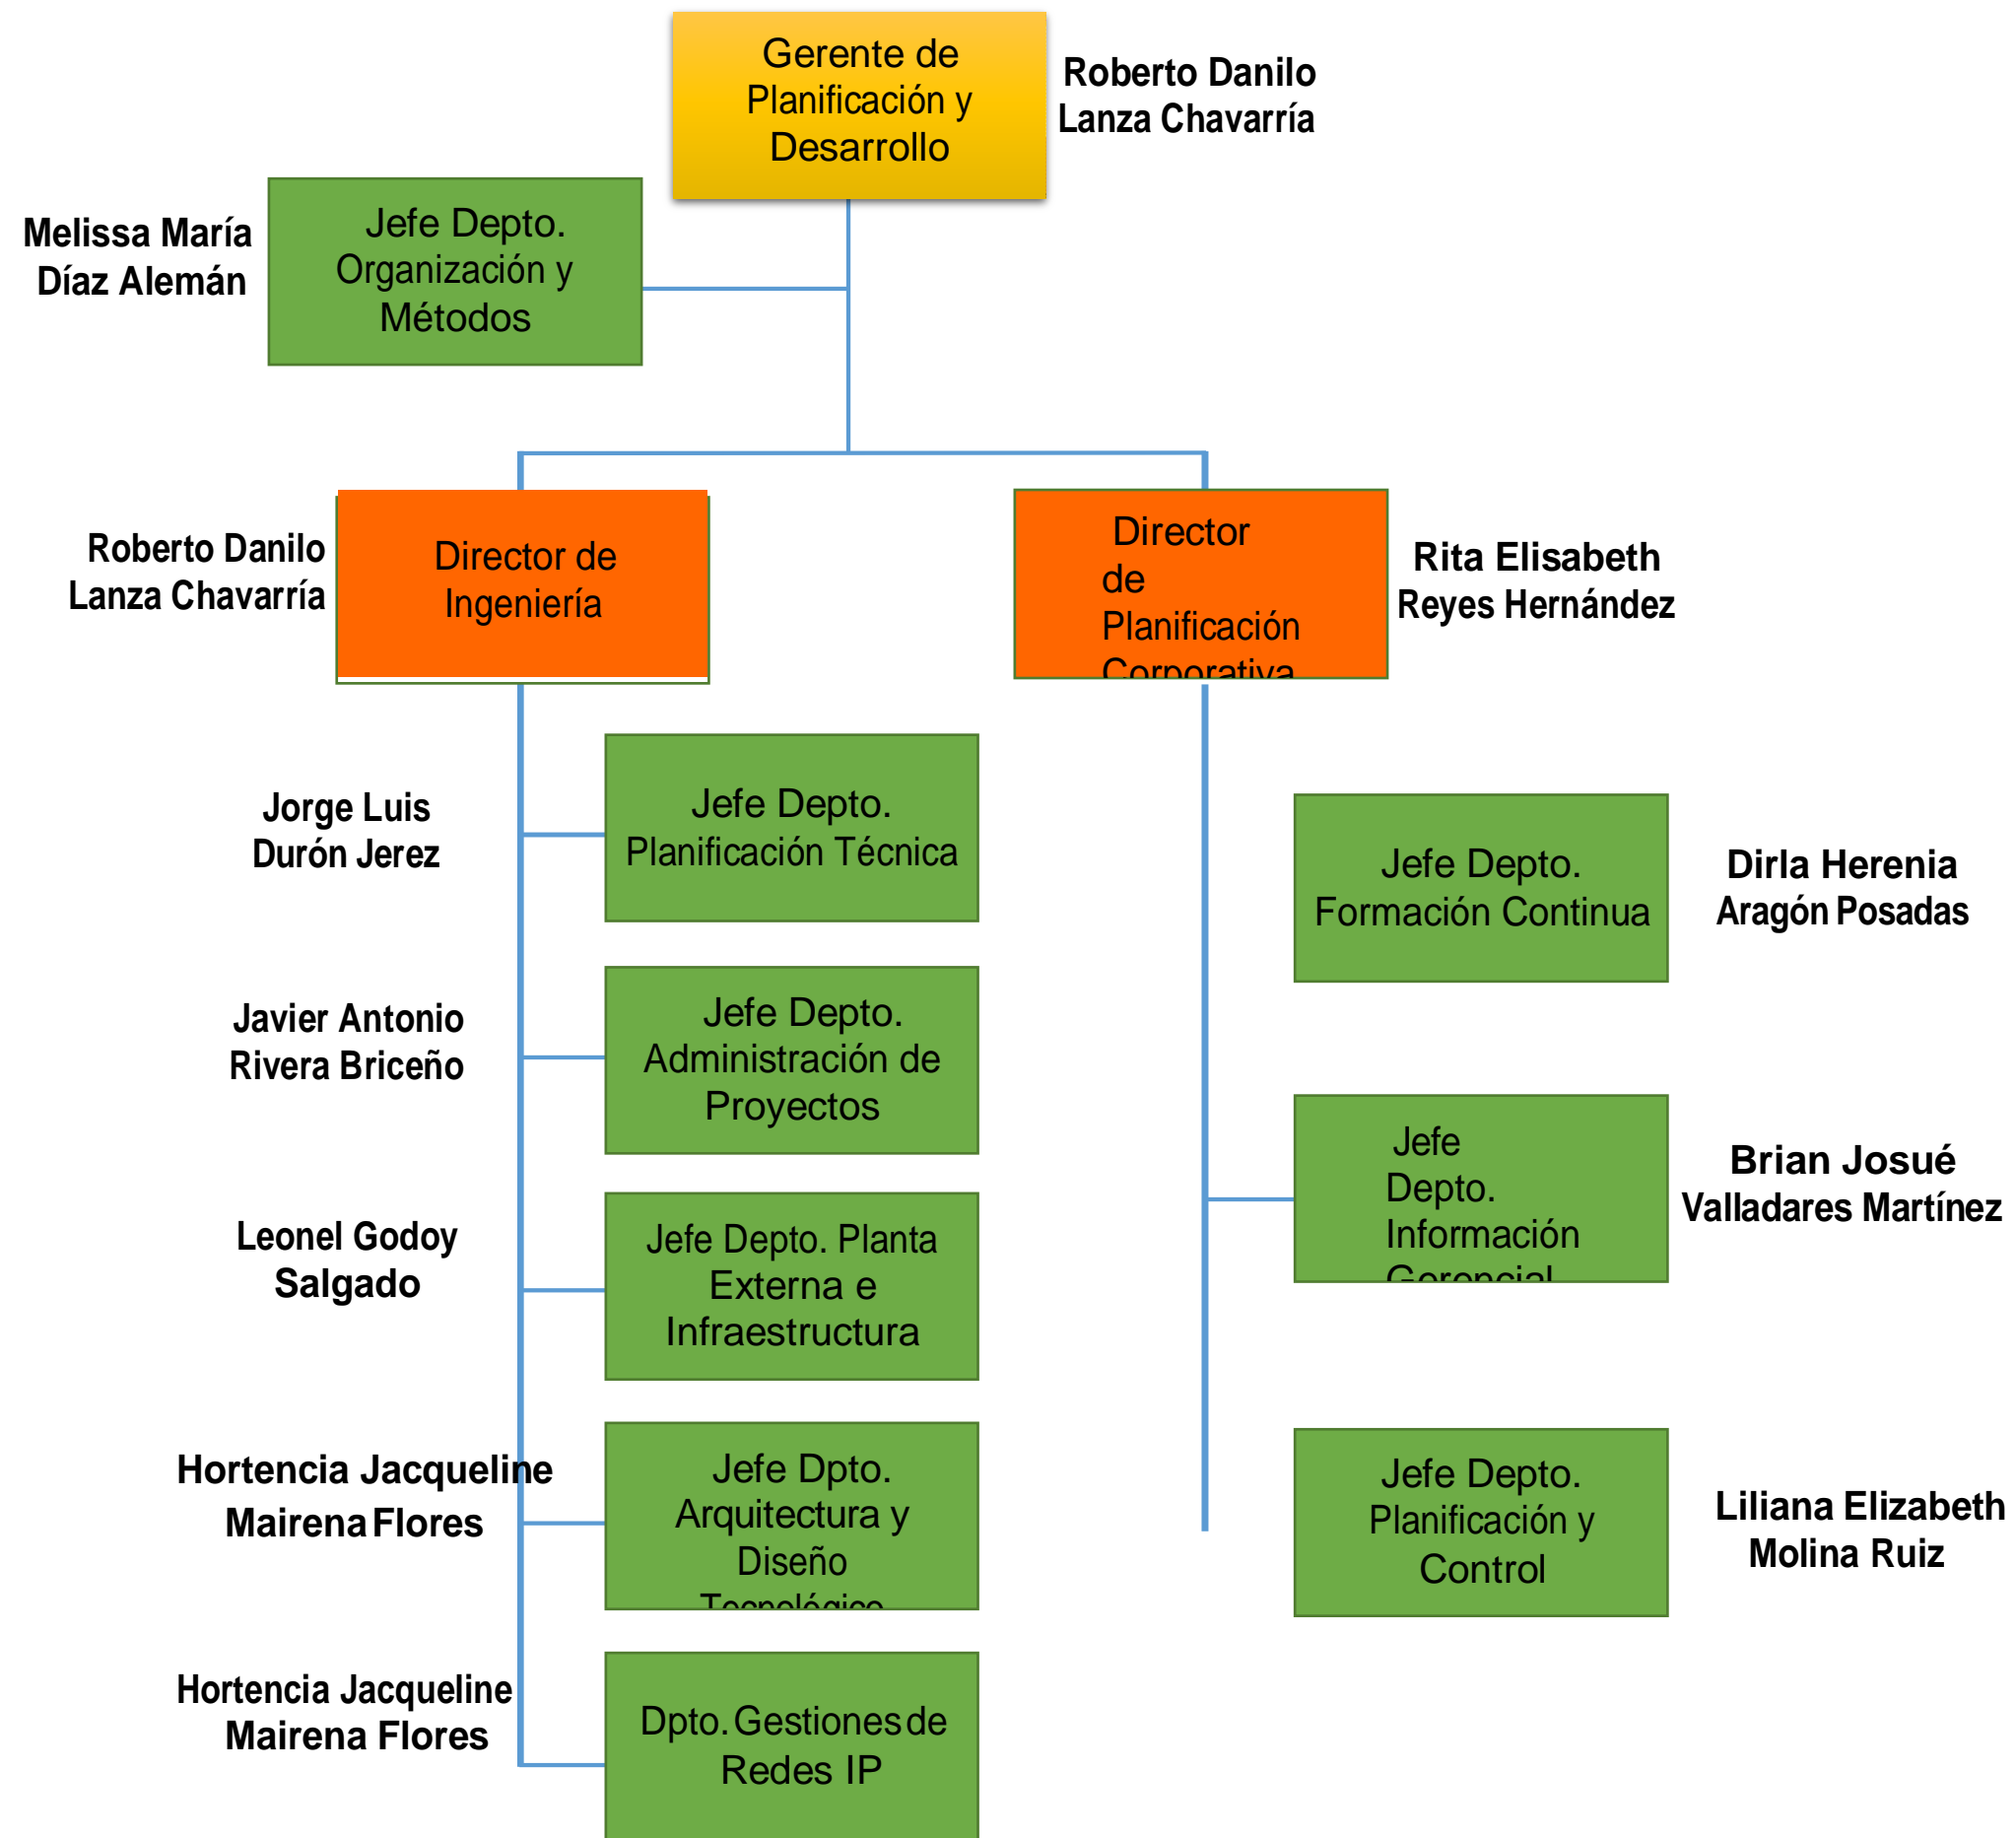 Gerente de
Planificación y
Desarrollo
Roberto Danilo
Lanza Chavarría
Melissa María
Díaz Alemán
Jefe Depto.
Organización y
Métodos
Roberto Danilo
Lanza Chavarría
Director de
Ingeniería
Director
de
Planificación
Corporativa
Rita Elisabeth
Reyes Hernández
Jorge Luis
Durón Jerez
Jefe Depto.
Planificación Técnica
Jefe Depto.
Formación Continua
Dirla Herenia
Aragón Posadas
Javier Antonio
Rivera Briceño
Jefe Depto.
Administración de
Proyectos
Jefe
Depto.
Información
Gerencial
Brian Josué
Valladares Martínez
Leonel Godoy
Salgado
Jefe Depto. Planta
Externa e
Infraestructura
Hortencia Jacqueline
Mairena Flores
Jefe Dpto.
Arquitectura y
Diseño
Tecnológico
Jefe Depto.
Planificación y
Control
Liliana Elizabeth
Molina Ruiz
Hortencia Jacqueline
Mairena Flores
Dpto. Gestiones de
Redes IP